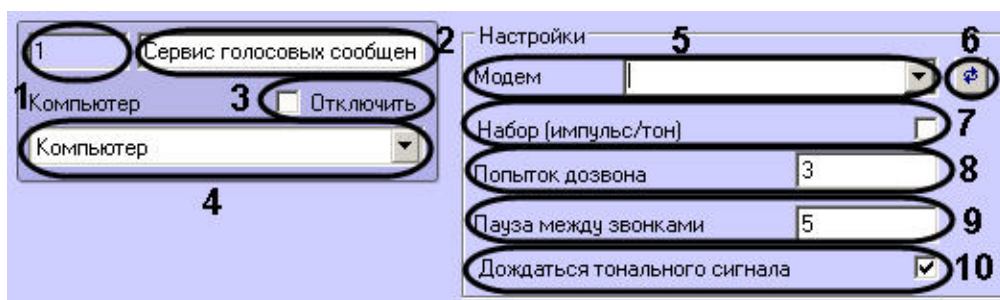 1 Сервис голосовых сообщен 2
1 Компьютер 3 Отключить
Компьютер
4
Настройки 5 6
Модем
Набор (импульс/тон) 7
Попыток дозвона 3 8
Пауза между звонками 5 9
Дождаться тонального сигнала 10